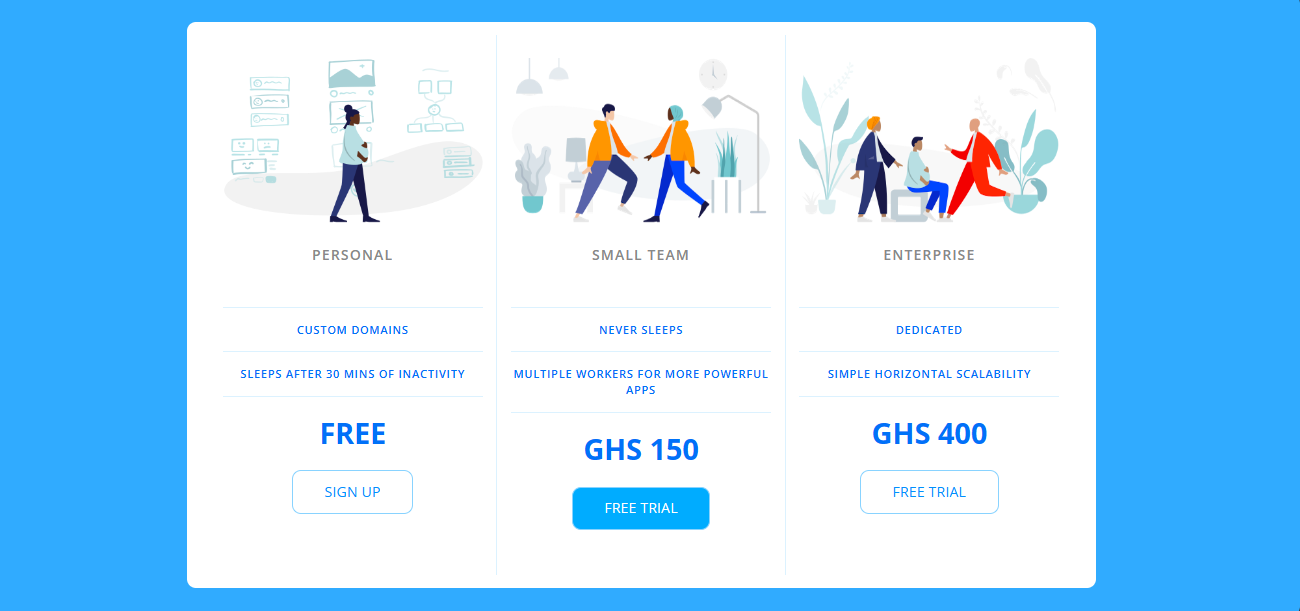 PERSONAL
CUSTOM DOMAINS
SLEEPS AFTER 30 MINS OF INACTIVITY
FREE
SIGN UP
SMALL TEAM
NEVER SLEEPS
MULTIPLE WORKERS FOR MORE POWERFUL
APPS
GHS 150
FREE TRIAL
ENTERPRISE
DEDICATED
SIMPLE HORIZONTAL SCALABILITY
GHS 400
FREE TRIAL